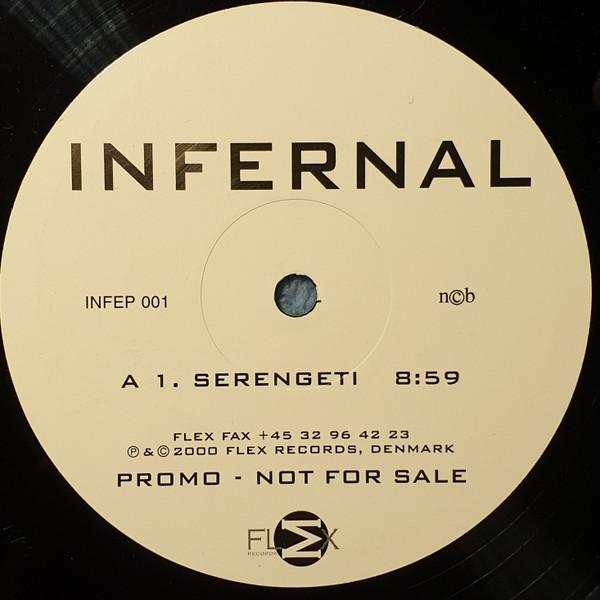 INFERNAL
INFEP 001
n©b
A 1. SERENGETI 8:59
FLEX FAX +45 32 96 42 23
℗ & © 2000 FLEX RECORDS, DENMARK
PROMO - NOT FOR SALE
FLEX
RECORDS